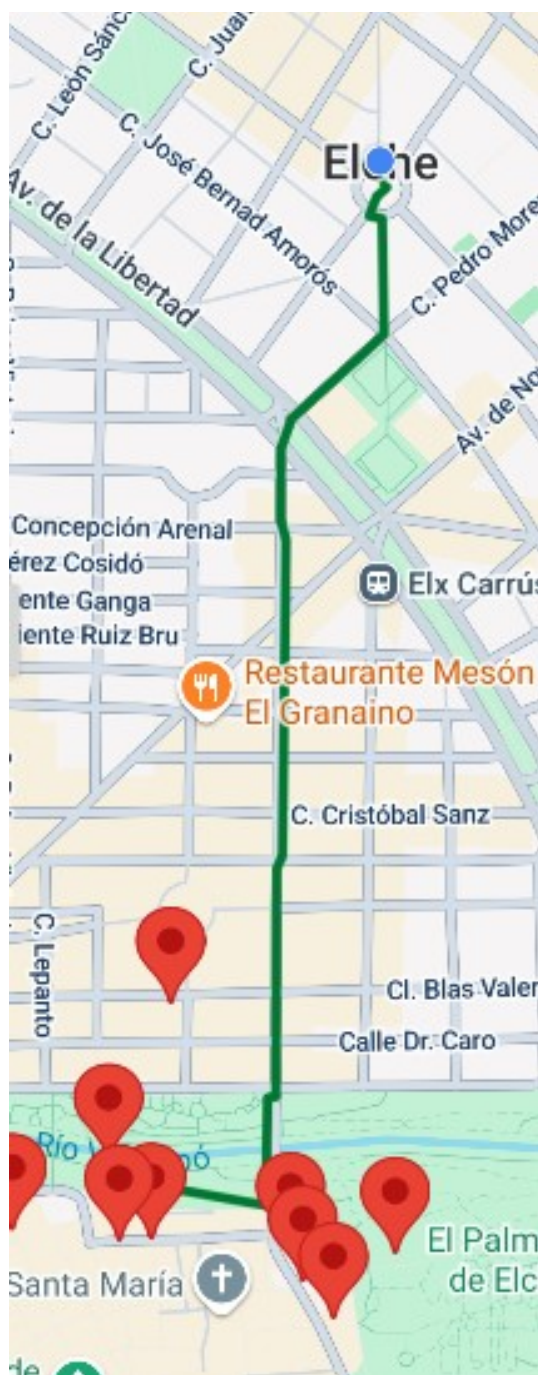 C. León Sánc
C. Juan
C. José Bernad Amorós
Elche
Av. de la Libertad
C. Pedro More
Av. de No
Concepción Arenal
érez Cosidó
ente Ganga
iente Ruiz Bru
Elx Carrús
Restaurante Mesón
El Granaino
C. Cristóbal Sanz
C. Lepanto
Cl. Blas Valer
Calle Dr. Caro
Río V
ó
El Palm
de Elc
Santa María
de